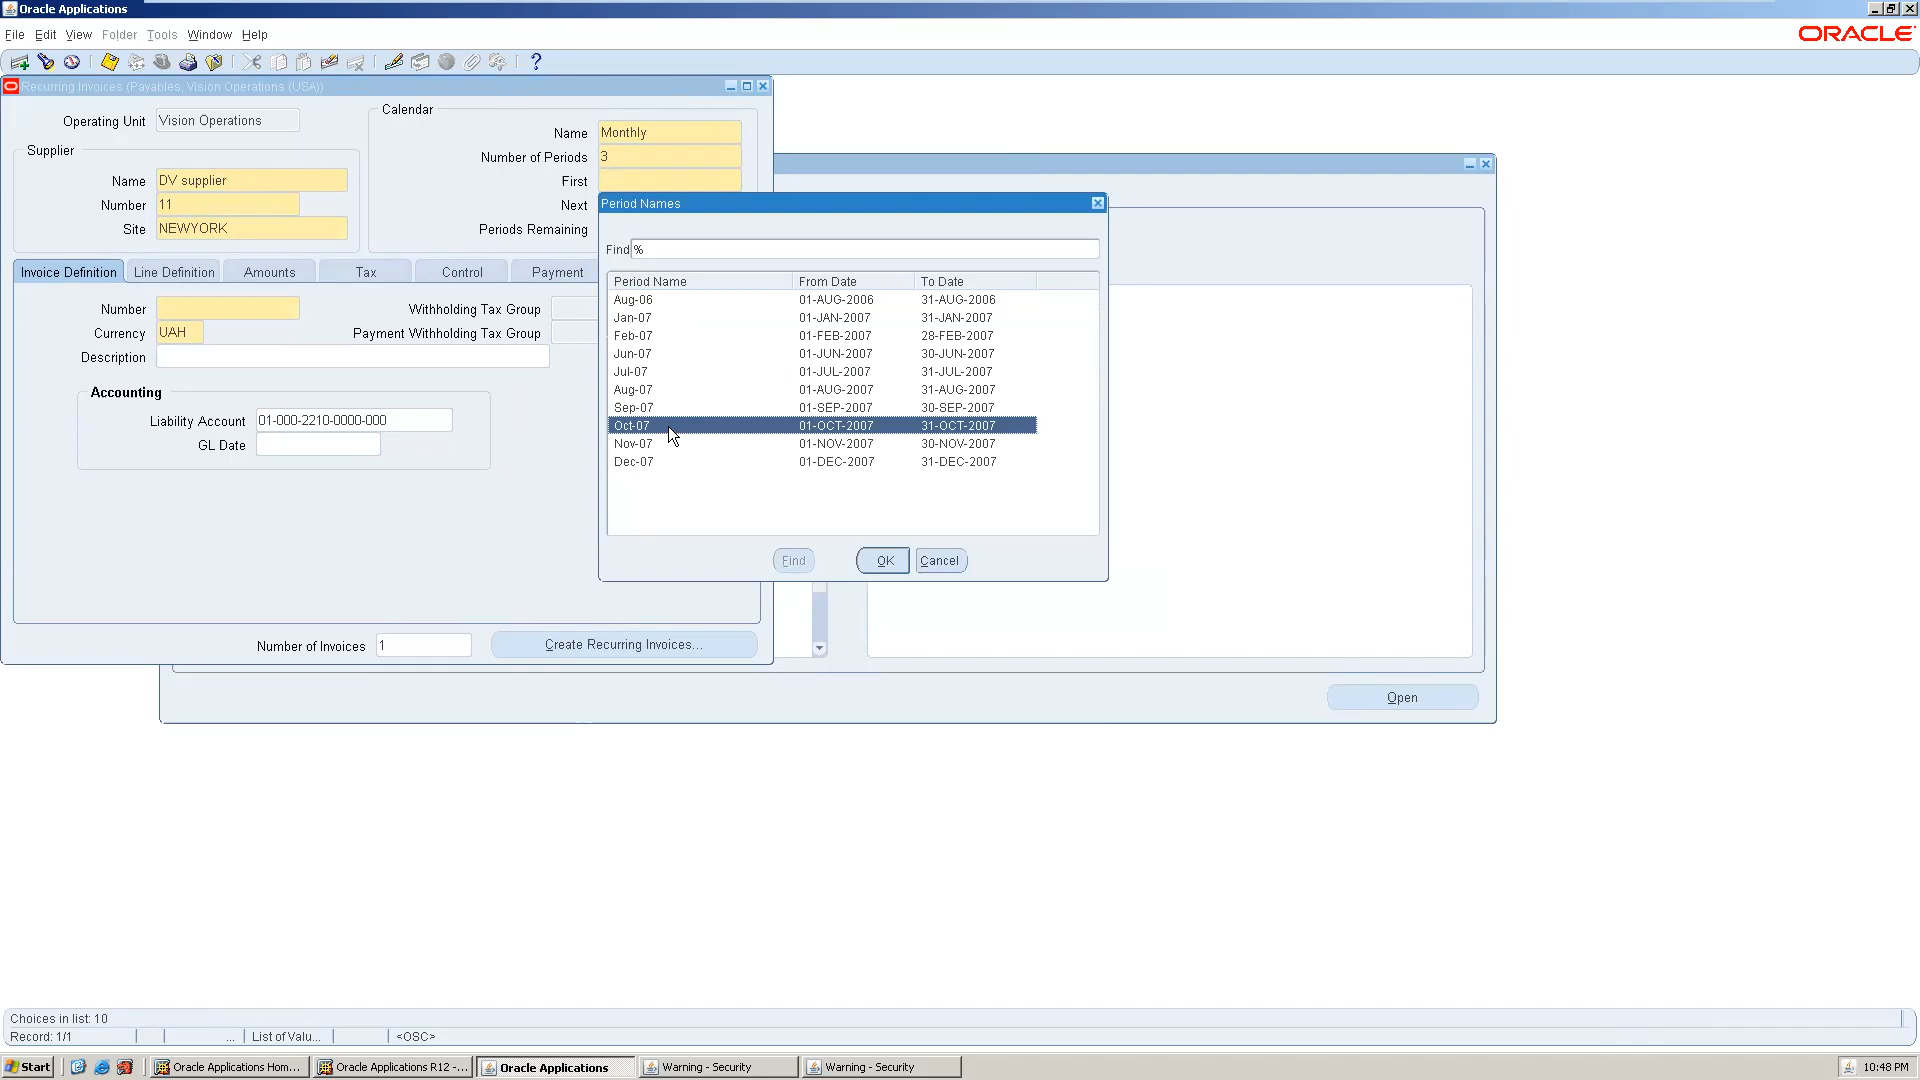 Oracle Applications
File Edit View Folder Tools Window Help
ORACLE
Recurring Invoices (Payables, Vision Operations (USA))
Operating Unit Vision Operations
Supplier
Name DV supplier
Number 11
Site NEWYORK
Calendar
Name Monthly
Number of Periods 3
First
Next
Periods Remaining
Invoice Definition Line Definition Amounts Tax Control Payment
Number
Currency UAH
Description
Withholding Tax Group
Payment Withholding Tax Group
Accounting
Liability Account 01-000-2210-0000-000
GL Date
Number of Invoices 1
Create Recurring Invoices...
Period Names
Find %
Period Name From Date To Date
Aug-06 01-AUG-2006 31-AUG-2006
Jan-07 01-JAN-2007 31-JAN-2007
Feb-07 01-FEB-2007 28-FEB-2007
Jun-07 01-JUN-2007 30-JUN-2007
Jul-07 01-JUL-2007 31-JUL-2007
Aug-07 01-AUG-2007 31-AUG-2007
Sep-07 01-SEP-2007 30-SEP-2007
Oct-07 01-OCT-2007 31-OCT-2007
Nov-07 01-NOV-2007 30-NOV-2007
Dec-07 01-DEC-2007 31-DEC-2007
Find OK Cancel
Open
Choices in list: 10
Record: 1/1 ... List of Valu... <OSC>
Start Oracle Applications Hom... Oracle Applications R12 -... Oracle Applications Warning - Security Warning - Security 10:48 PM